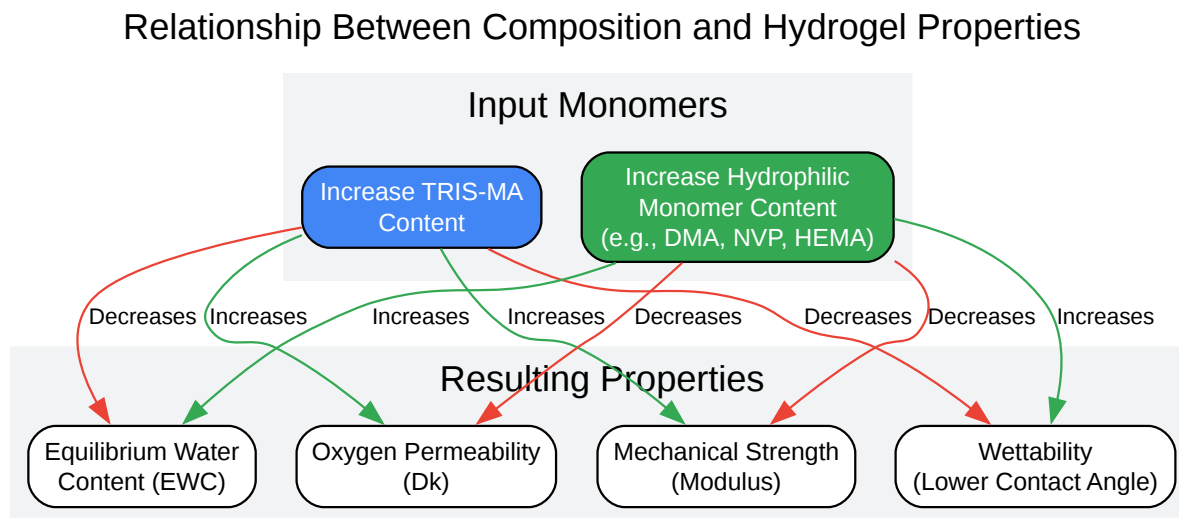 Relationship Between Composition and Hydrogel Properties
Input Monomers
Increase TRIS-MA
Content
Increase Hydrophilic
Monomer Content
(e.g., DMA, NVP, HEMA)
Decreases
Increases
Increases
Increases
Decreases
Decreases
Decreases
Increases
Resulting Properties
Equilibrium Water
Content (EWC)
Oxygen Permeability
(Dk)
Mechanical Strength
(Modulus)
Wettability
(Lower Contact Angle)